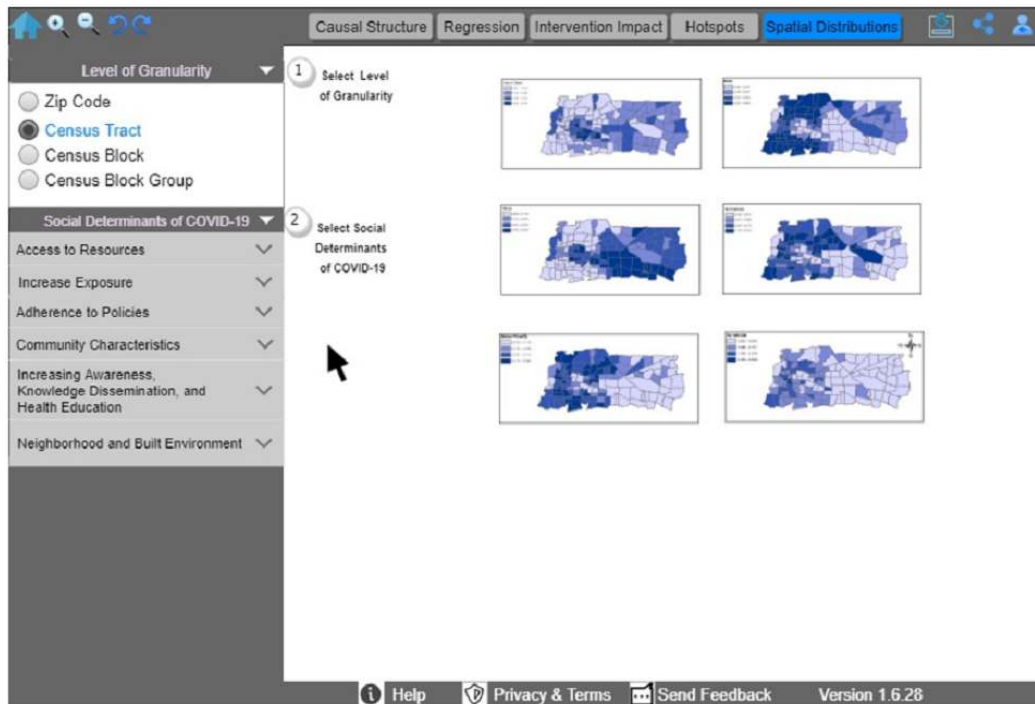 Causal Structure
Regression
Intervention Impact
Hotspots
Spatial Distributions
Level of Granularity
Zip Code
Census Tract
Census Block
Census Block Group
Social Determinants of COVID-19
Access to Resources
Increase Exposure
Adherence to Policies
Community Characteristics
Increasing Awareness,
Knowledge Dissemination, and
Health Education
Neighborhood and Built Environment
1
Select Level
of Granularity
2
Select Social
Determinants
of COVID-19
Help
Privacy & Terms
Send Feedback
Version 1.6.28